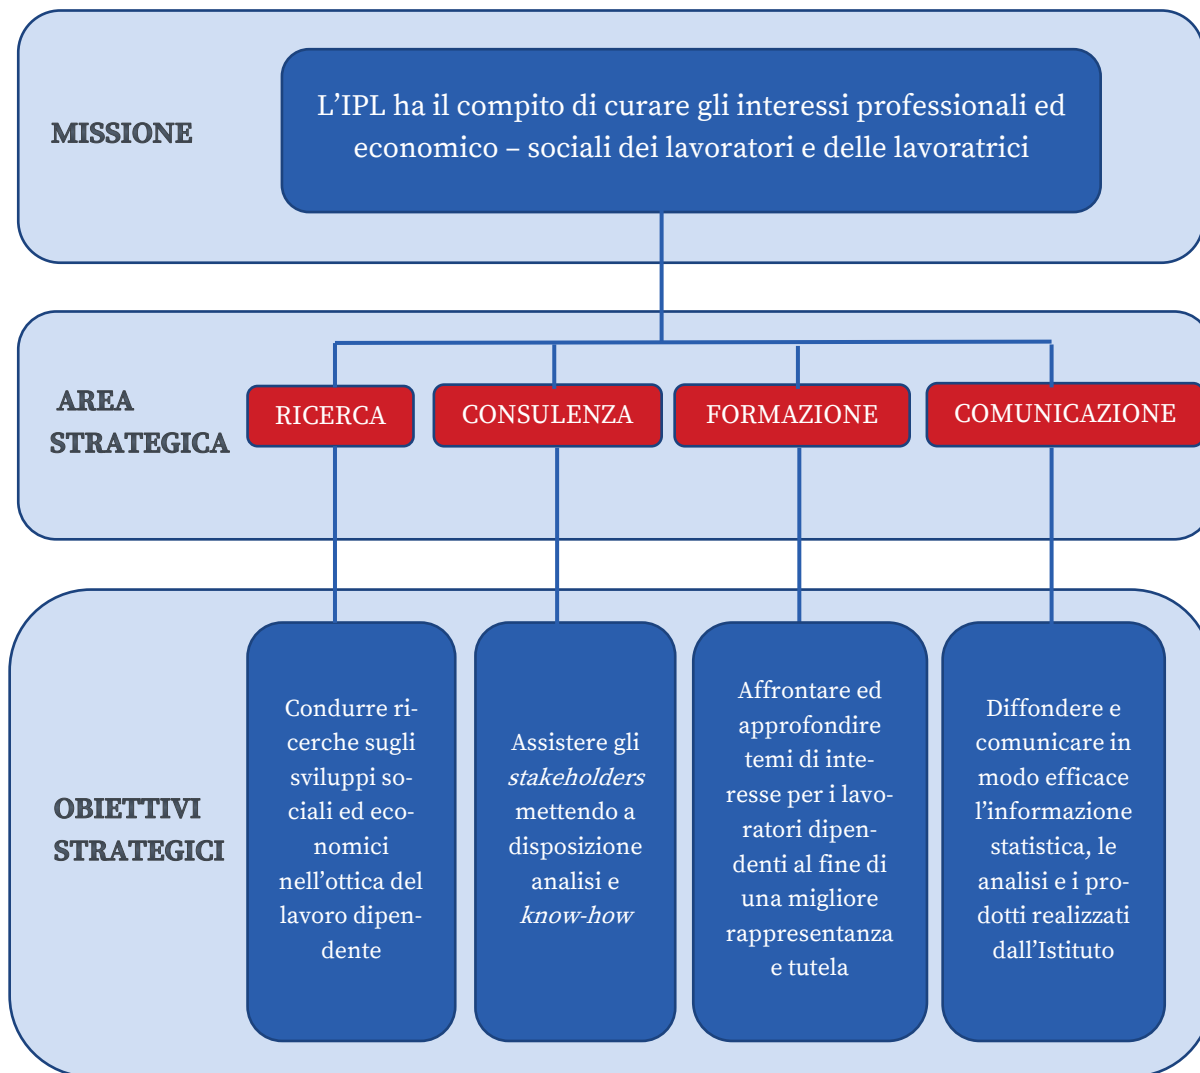 MISSIONE
L’IPL ha il compito di curare gli interessi professionali ed
economico – sociali dei lavoratori e delle lavoratrici
AREA
STRATEGICA
RICERCA
CONSULENZA
FORMAZIONE
COMUNICAZIONE
OBIETTIVI
STRATEGICI
Condurre ri-
cerche sugli
sviluppi so-
ciali ed eco-
nomici
nell’ottica del
lavoro dipen-
dente
Assistere gli
stakeholders
mettendo a
disposizione
analisi e
know-how
Affrontare ed
approfondire
temi di inte-
resse per i lavo-
ratori dipen-
denti al fine di
una migliore
rappresentanza
e tutela
Diffondere e
comunicare in
modo efficace
l’informazione
statistica, le
analisi e i pro-
dotti realizzati
dall’Istituto